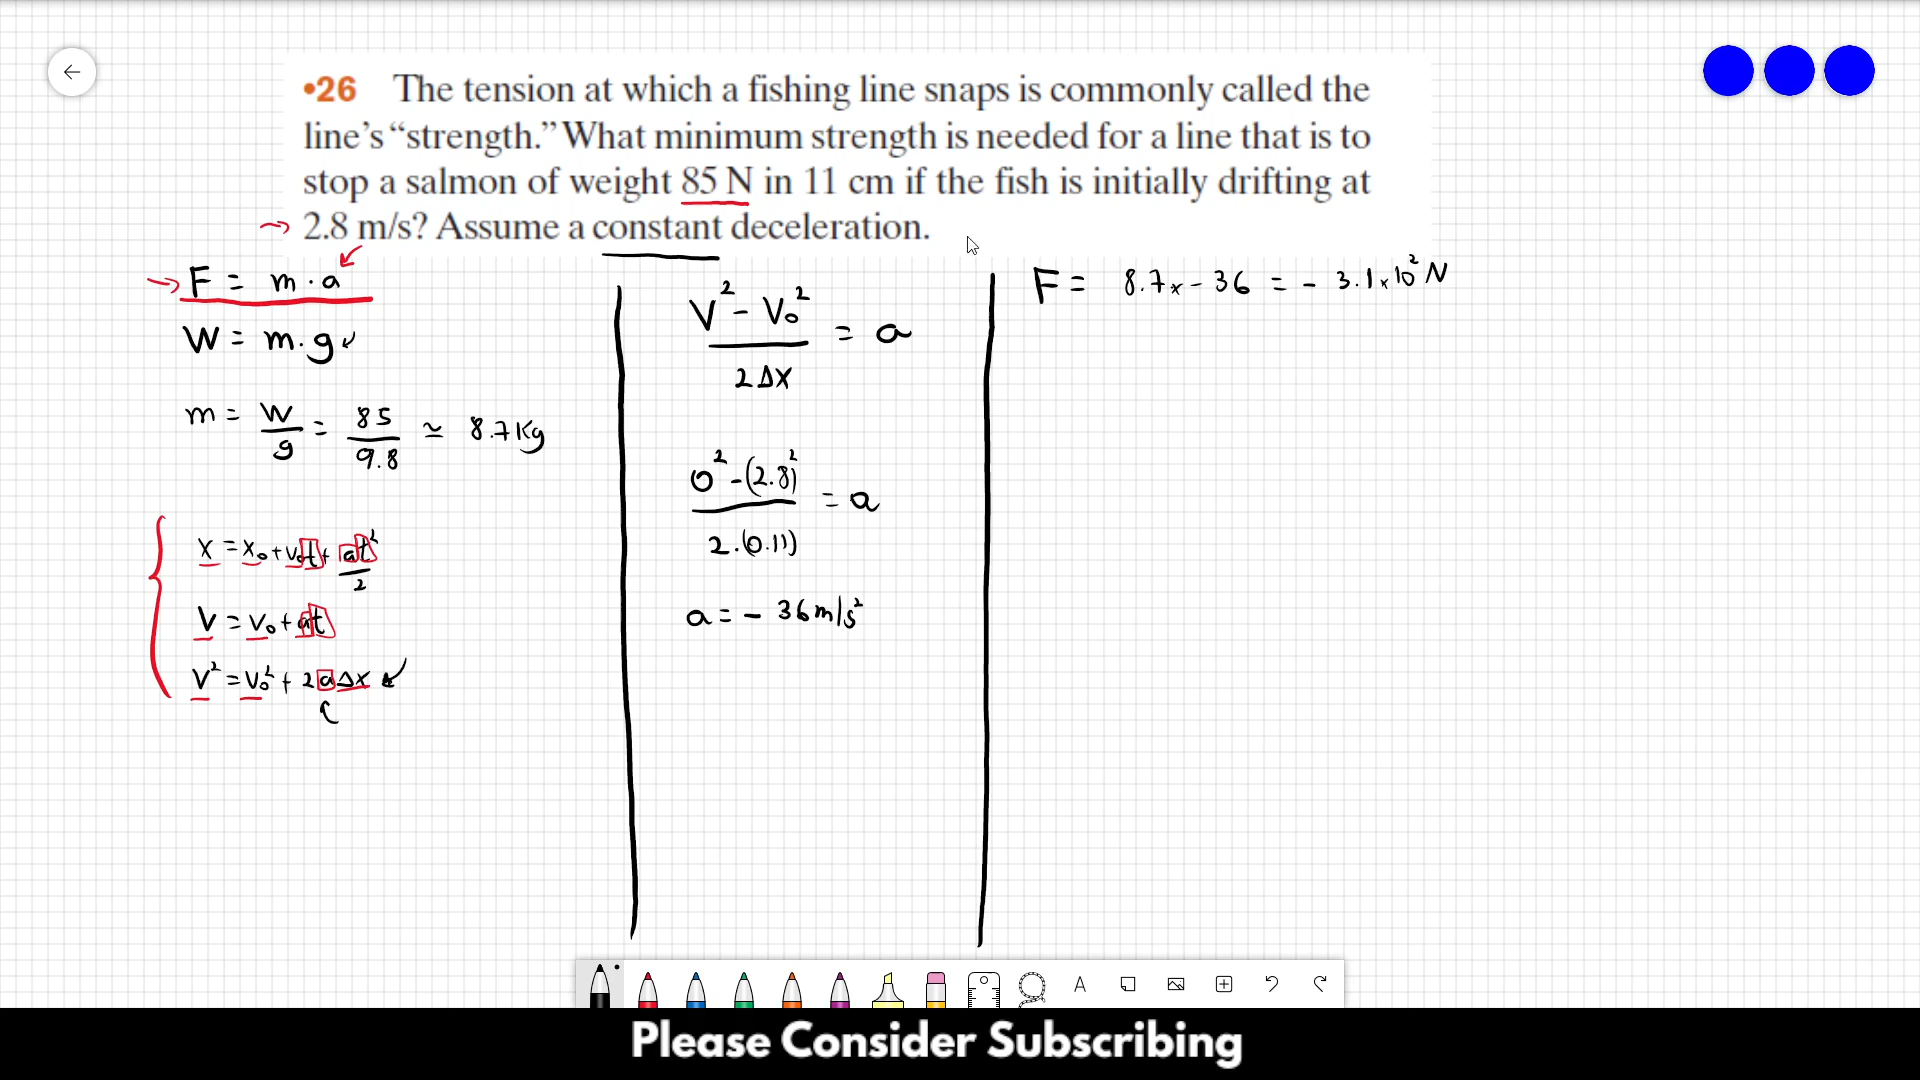 •26 The tension at which a fishing line snaps is commonly called the
line's “strength.” What minimum strength is needed for a line that is to
stop a salmon of weight 85 N in 11 cm if the fish is initially drifting at
2.8 m/s? Assume a constant deceleration.
F = m · a
W = m . g
m = W/g = 85/9.8 ≃ 8.7 Kg
x = x₀ + v₀t + at²/2
V = V₀ + at
V² = V₀² + 2aΔx
V² - V₀² / 2Δx = a
0² - (2.8)² / 2.(0.11) = a
a = - 36 m/s²
F = 8.7 x - 36 = - 3.1 x 10² N
A
Please Consider Subscribing